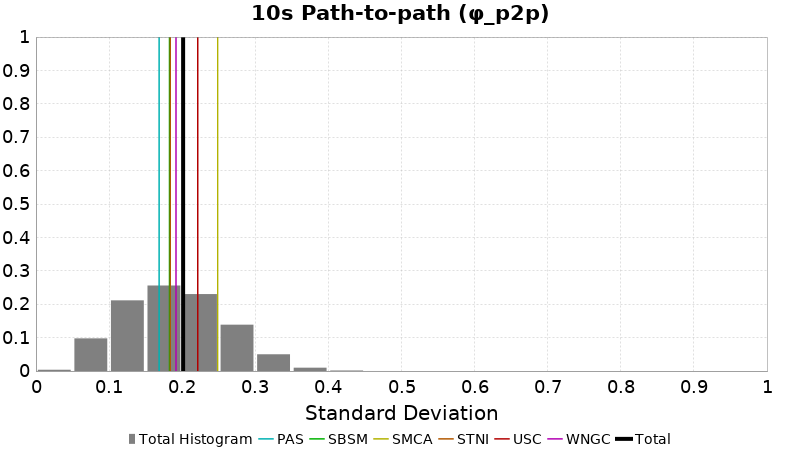 10s Path-to-path (φ_p2p)
1
0.9
0.8
0.7
0.6
0.5
0.4
0.3
0.2
0.1
0
0 0.1 0.2 0.3 0.4 0.5 0.6 0.7 0.8 0.9 1
Standard Deviation
Total Histogram PAS SBSM SMCA STNI USC WNGC Total